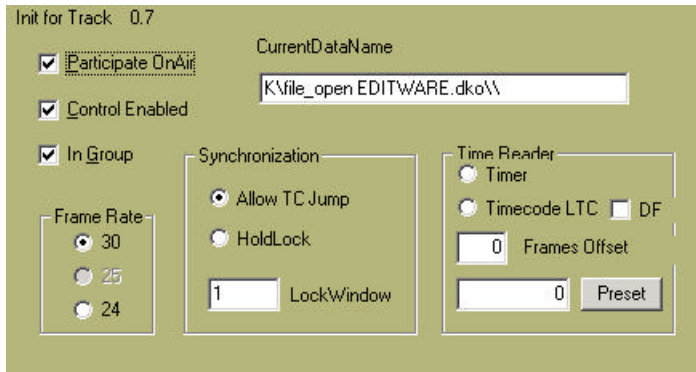 Init for Track 0.7
Participate OnAir
CurrentDataName
K\file_open EDITWARE.dko\\
Control Enabled
In Group
Frame Rate
30
25
24
Synchronization
Allow TC Jump
HoldLock
1 LockWindow
Time Reader
Timer
Timecode LTC DF
0 Frames Offset
0 Preset